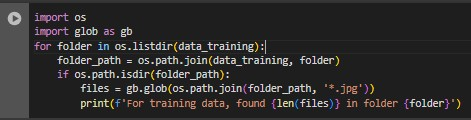 import os
import glob as gb
for folder in os.listdir(data_training):
    folder_path = os.path.join(data_training, folder)
    if os.path.isdir(folder_path):
        files = gb.glob(os.path.join(folder_path, '*.jpg'))
        print(f'For training data, found {len(files)} in folder {folder}')